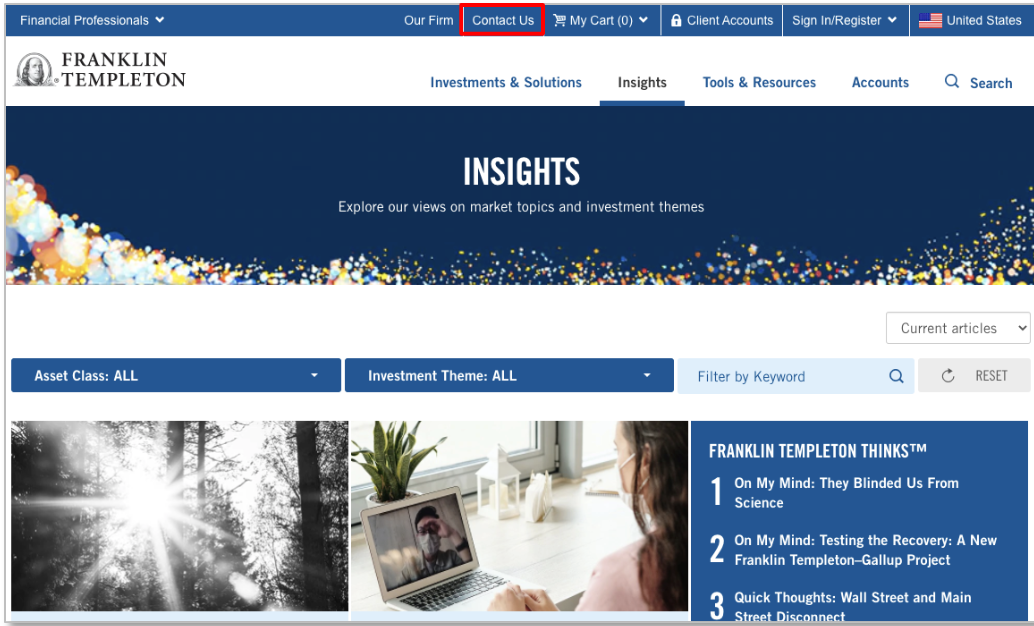 Financial Professionals
Our Firm
Contact Us
My Cart (0)
Client Accounts
Sign In/Register
United States
FRANKLIN
TEMPLETON
Investments & Solutions
Insights
Tools & Resources
Accounts
Search
INSIGHTS
Explore our views on market topics and investment themes
Current articles
Asset Class: ALL
Investment Theme: ALL
Filter by Keyword
RESET
FRANKLIN TEMPLETON THINKS™
1 On My Mind: They Blinded Us From
Science
2 On My Mind: Testing the Recovery: A New
Franklin Templeton–Gallup Project
3 Quick Thoughts: Wall Street and Main
Street Disconnect